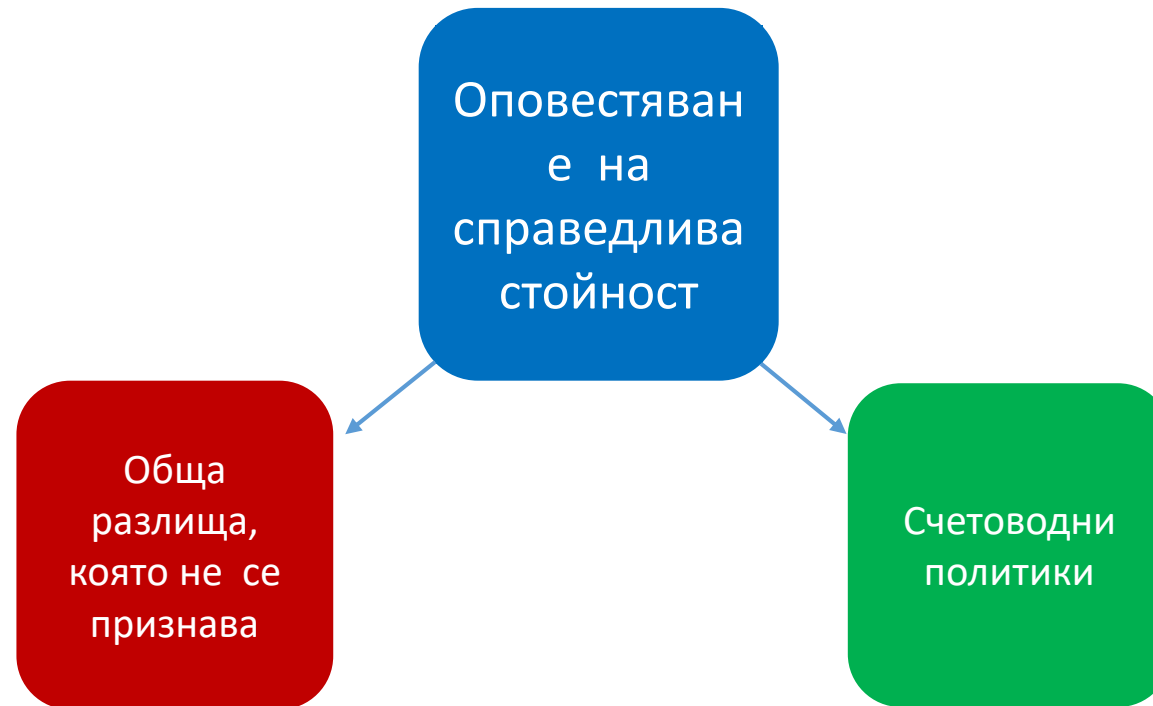 Оповестяван
е на
справедлива
стойност
Обща
разлища,
която не се
признава
Счетоводни
политики